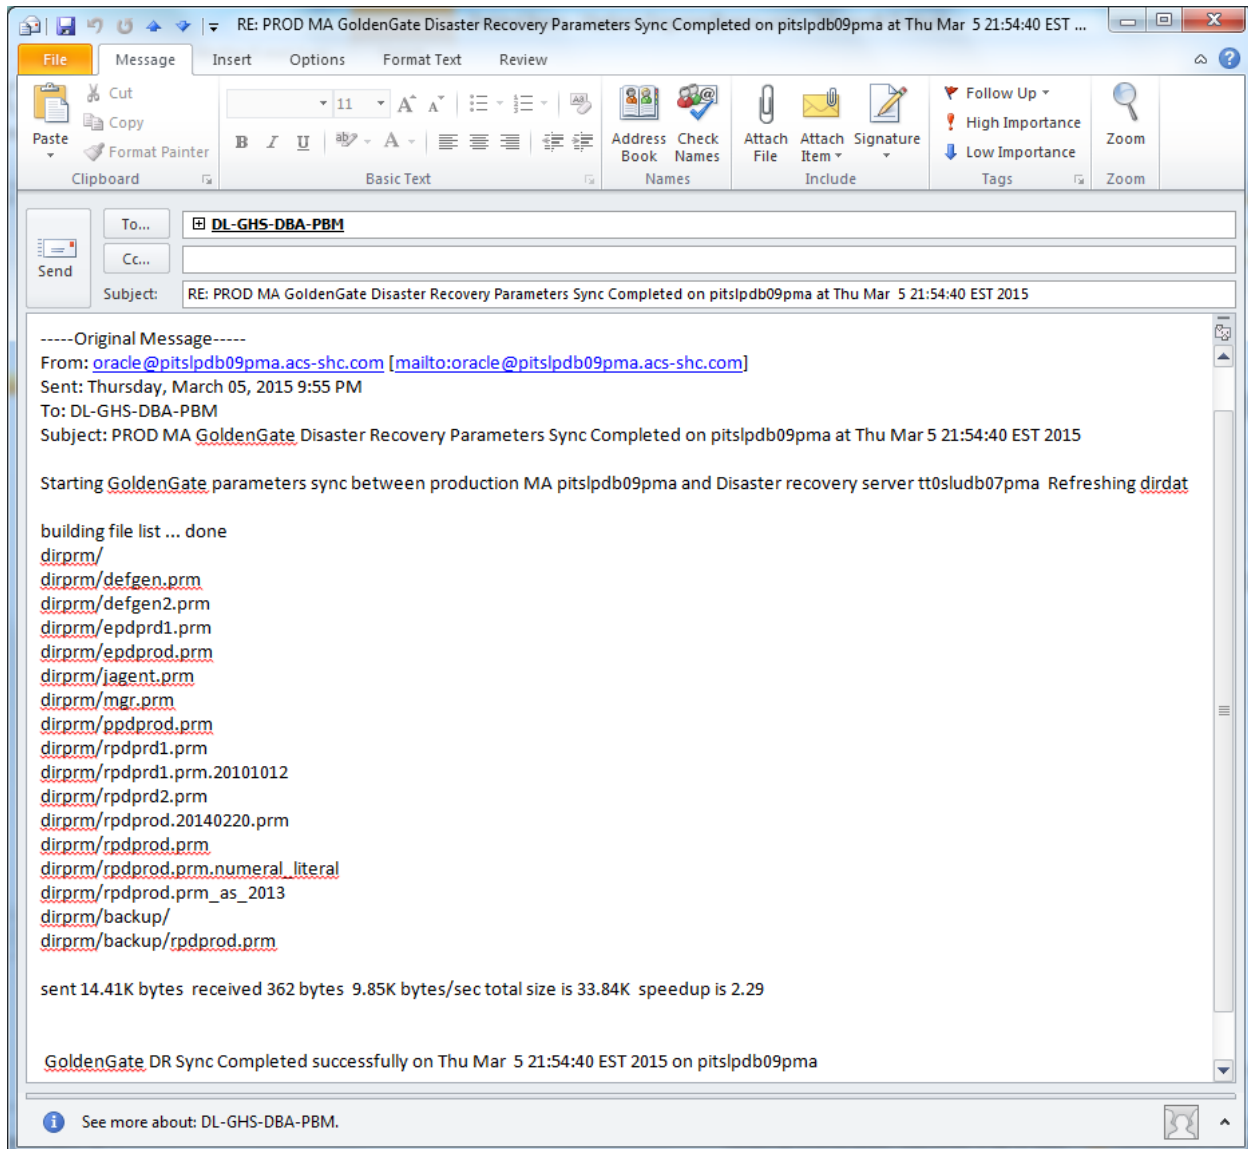 RE: PROD MA GoldenGate Disaster Recovery Parameters Sync Completed on pitslpdb09pma at Thu Mar  5 21:54:40 EST ...
File Message Insert Options Format Text Review
Paste
Cut
Copy
Format Painter
Clipboard
11
B I U
Basic Text
Address Book
Check Names
Names
Attach File
Attach Item
Signature
Include
Follow Up
High Importance
Low Importance
Tags
Zoom
Zoom
Send
To... DL-GHS-DBA-PBM
Cc...
Subject: RE: PROD MA GoldenGate Disaster Recovery Parameters Sync Completed on pitslpdb09pma at Thu Mar  5 21:54:40 EST 2015
-----Original Message-----
From: oracle@pitslpdb09pma.acs-shc.com [mailto:oracle@pitslpdb09pma.acs-shc.com]
Sent: Thursday, March 05, 2015 9:55 PM
To: DL-GHS-DBA-PBM
Subject: PROD MA GoldenGate Disaster Recovery Parameters Sync Completed on pitslpdb09pma at Thu Mar 5 21:54:40 EST 2015
Starting GoldenGate parameters sync between production MA pitslpdb09pma and Disaster recovery server tt0sludb07pma  Refreshing dirdat
building file list ... done
dirprm/
dirprm/defgen.prm
dirprm/defgen2.prm
dirprm/epdprd1.prm
dirprm/epdprod.prm
dirprm/jagent.prm
dirprm/mgr.prm
dirprm/ppdprod.prm
dirprm/rpdprd1.prm
dirprm/rpdprd1.prm.20101012
dirprm/rpdprd2.prm
dirprm/rpdprod.20140220.prm
dirprm/rpdprod.prm
dirprm/rpdprod.prm.numeral_literal
dirprm/rpdprod.prm_as_2013
dirprm/backup/
dirprm/backup/rpdprod.prm
sent 14.41K bytes  received 362 bytes  9.85K bytes/sec total size is 33.84K  speedup is 2.29
GoldenGate DR Sync Completed successfully on Thu Mar  5 21:54:40 EST 2015 on pitslpdb09pma
See more about: DL-GHS-DBA-PBM.